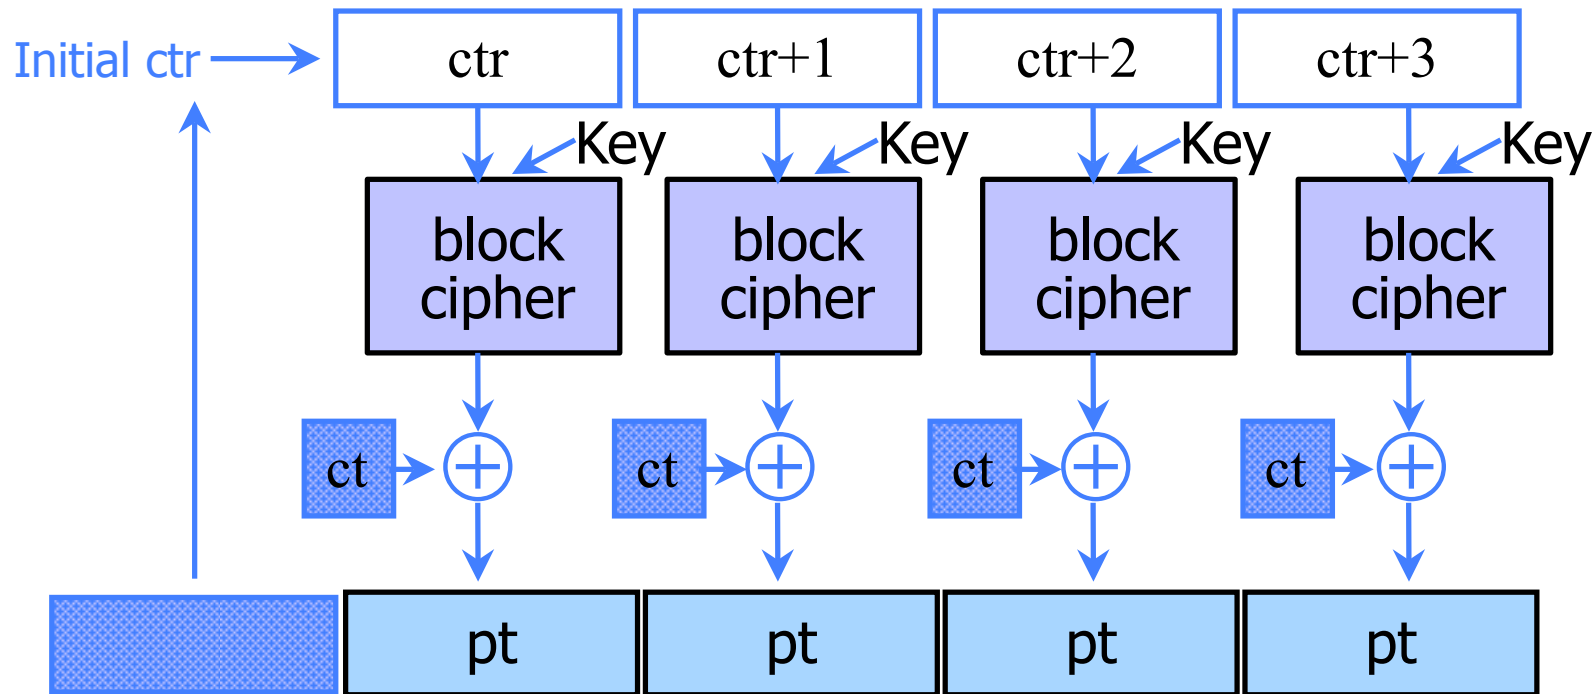 Initial ctr
ctr
ctr+1
ctr+2
ctr+3
Key
Key
Key
Key
block
cipher
block
cipher
block
cipher
block
cipher
ct
ct
ct
ct
pt
pt
pt
pt